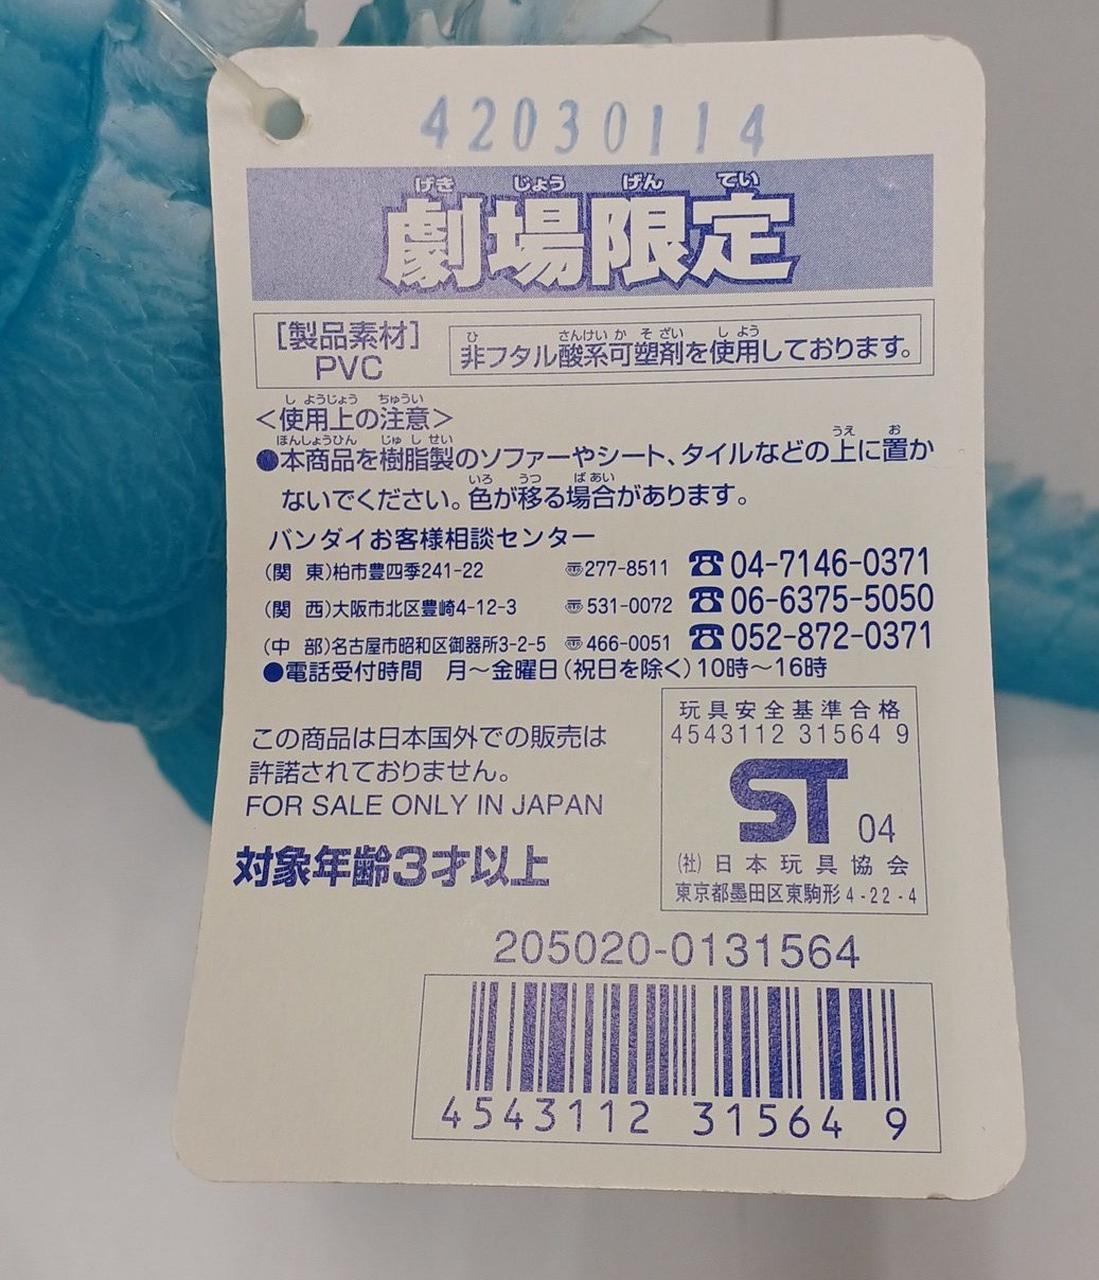 42030114
劇場限定
げき じょう げん てい
[製品素材]
PVC
非フタル酸系可塑剤を使用しております。
ひ さんけい か そ ざい し よう
<使用上の注意>
し ようじょう ちゅうい
●本商品を樹脂製のソファーやシート、タイルなどの上に置か
ほんしょうひん じゅ し せい うえ お
ないでください。色が移る場合があります。
いろ うつ ば あい
バンダイお客様相談センター
(関 東)柏市豊四季241-22 〠277-8511 ☎04-7146-0371
(関 西)大阪市北区豊崎4-12-3 〠531-0072 ☎06-6375-5050
(中 部)名古屋市昭和区御器所3-2-5 〠466-0051 ☎052-872-0371
●電話受付時間 月〜金曜日(祝日を除く)10時〜16時
この商品は日本国外での販売は
許諾されておりません。
FOR SALE ONLY IN JAPAN
対象年齢3才以上
玩具安全基準合格
4543112 31564 9
ST 04
(社)日本玩具協会
東京都墨田区東駒形4-22-4
205020-0131564
4543112 31564 9